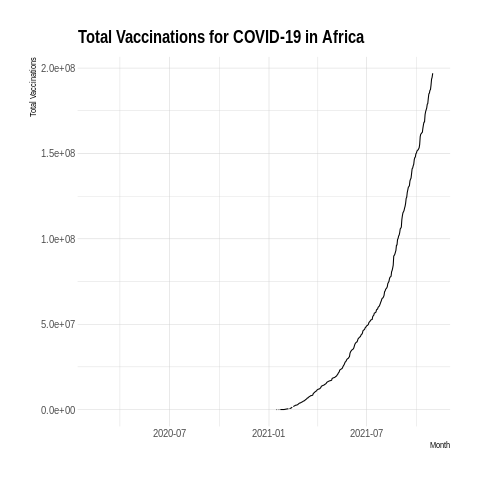 Total Vaccinations for COVID-19 in Africa
Total Vaccinations
2.0e+08
1.5e+08
1.0e+08
5.0e+07
0.0e+00
2020-07 2021-01 2021-07
Month